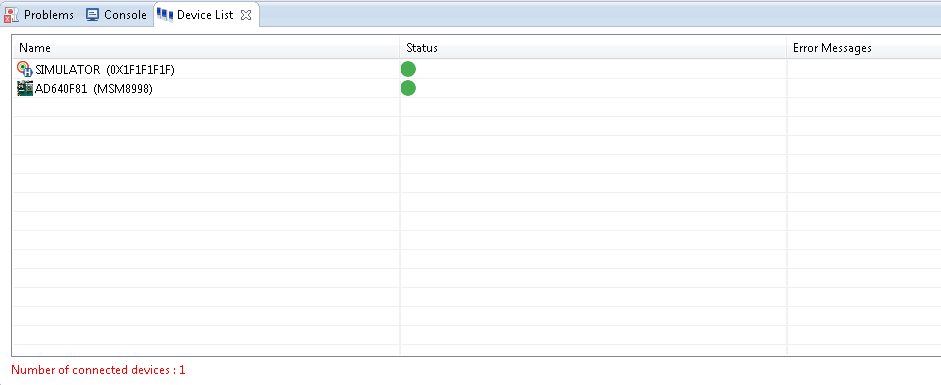 Problems Console Device List
Name Status Error Messages
SIMULATOR (0X1F1F1F1F)
AD640F81 (MSM8998)
Number of connected devices : 1